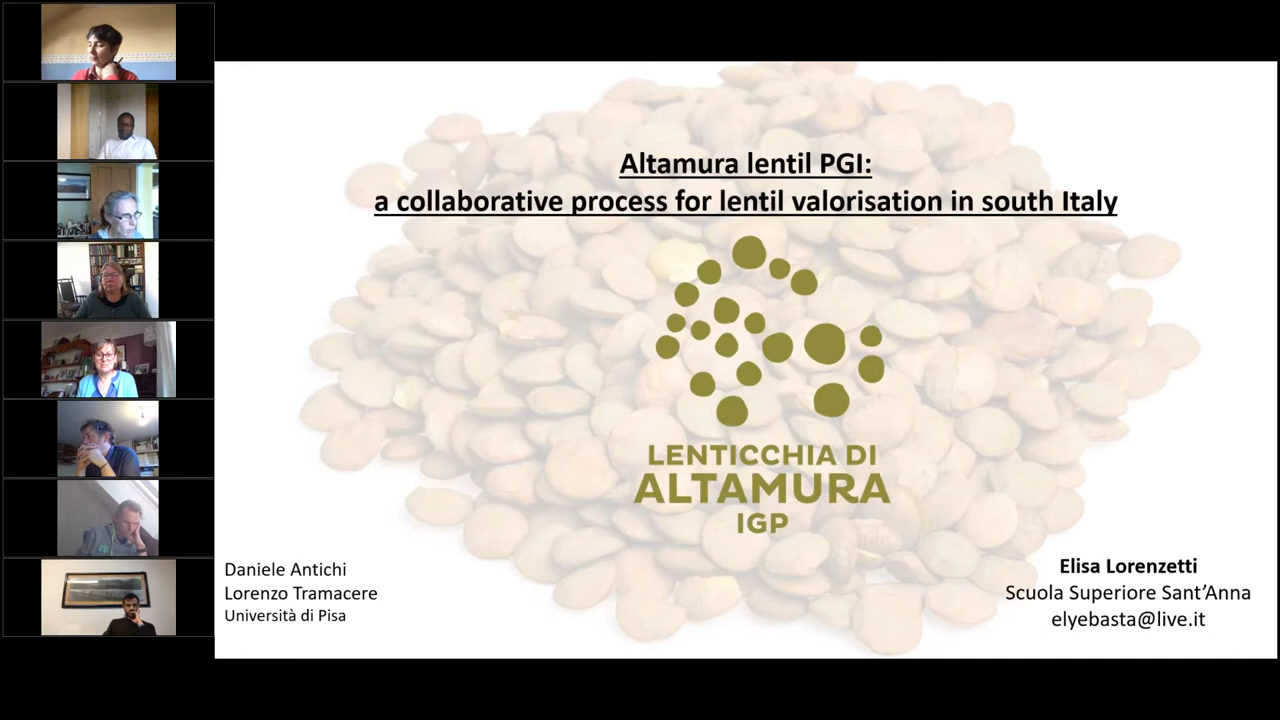 Altamura lentil PGI:
a collaborative process for lentil valorisation in south Italy
LENTICCHIA DI
ALTAMURA
IGP
Daniele Antichi
Lorenzo Tramacere
Università di Pisa
Elisa Lorenzetti
Scuola Superiore Sant’Anna
elyebasta@live.it